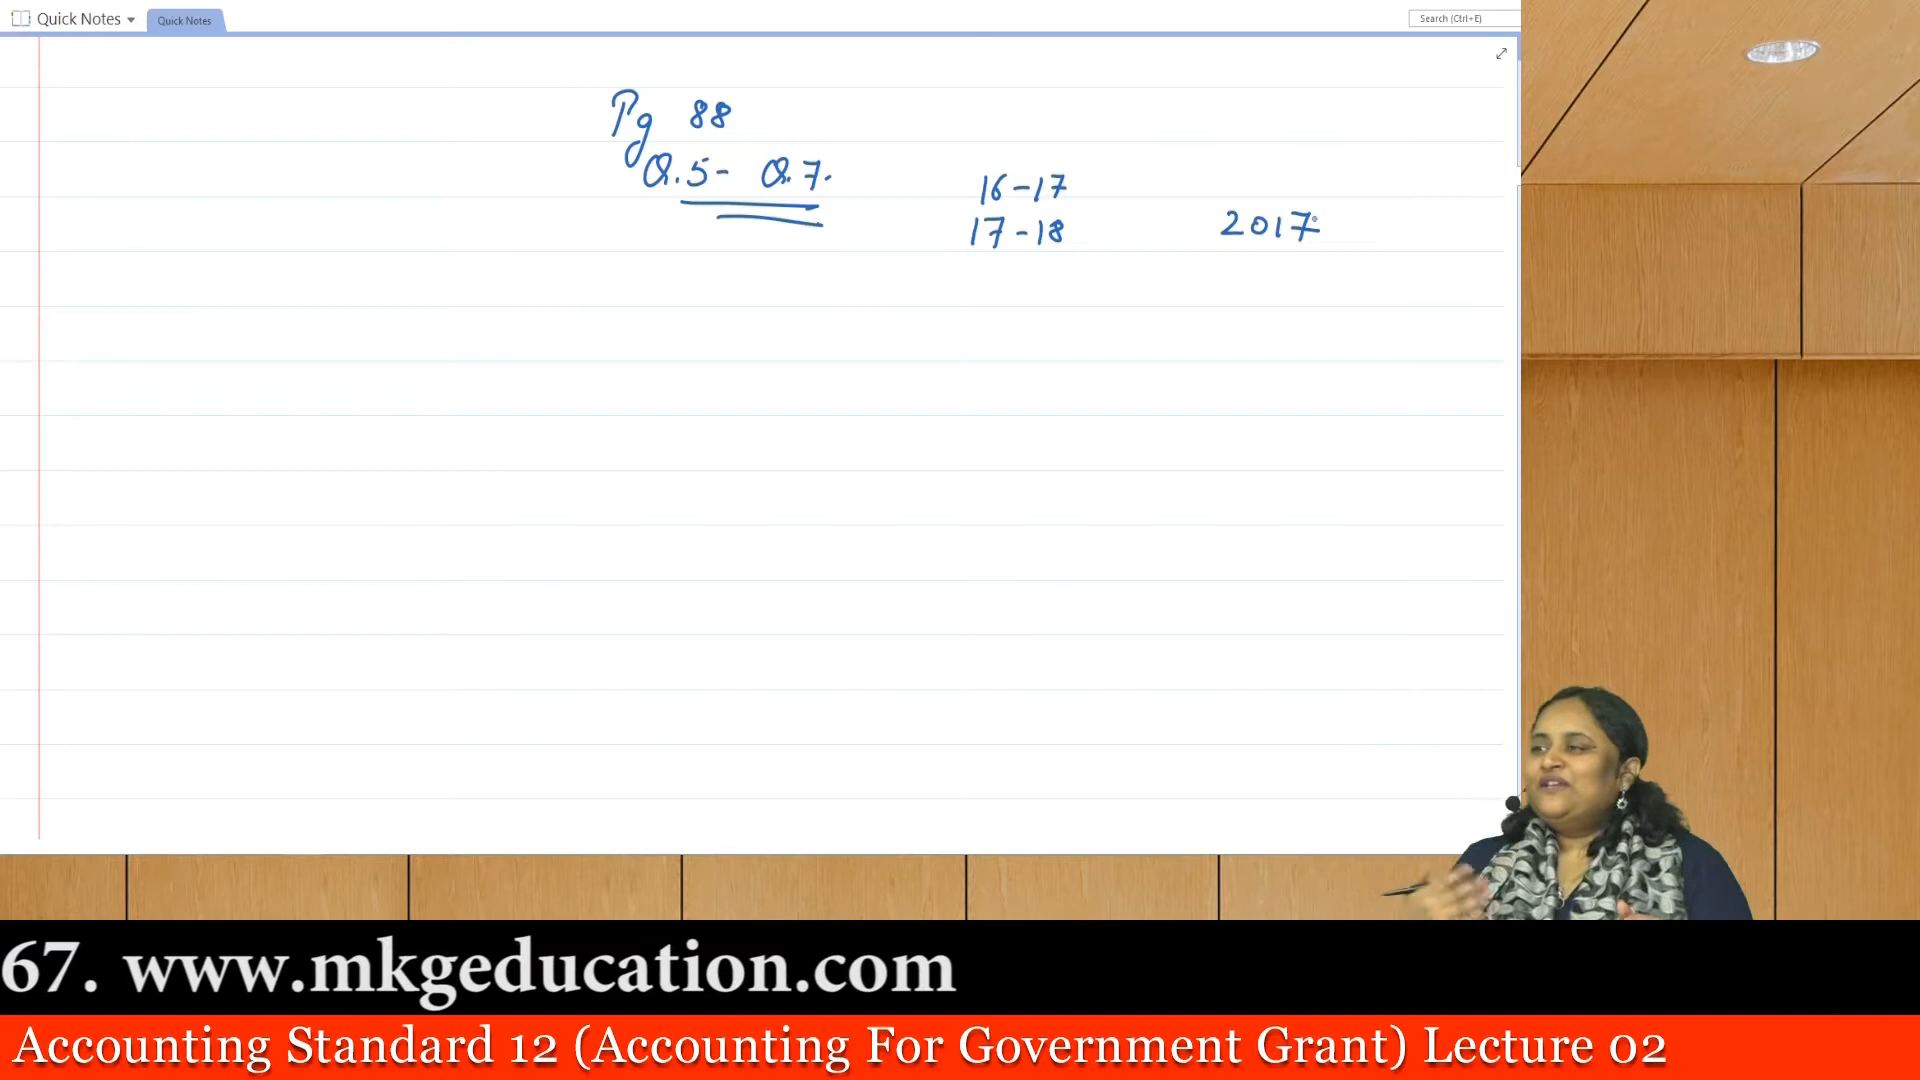 Quick Notes
Quick Notes
Search (Ctrl+E)
Pg 88
Q.5- Q.7.
16-17
17-18
2017
67. www.mkgeducation.com
Accounting Standard 12 (Accounting For Government Grant) Lecture 02